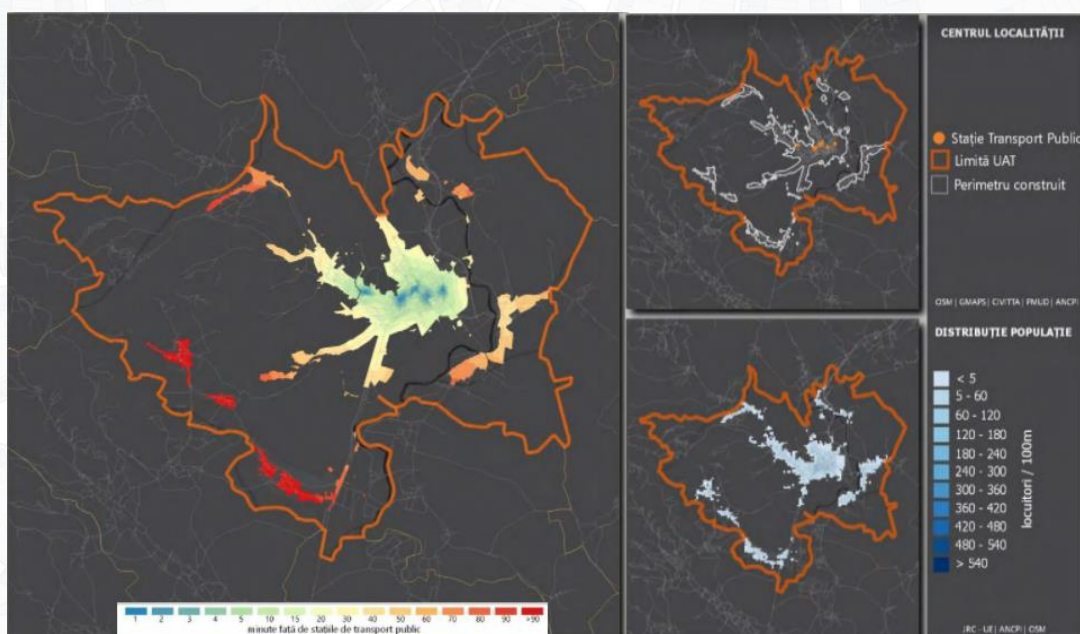 CENTRUL LOCALITĂȚII
Stație Transport Public
Limită UAT
Perimetru construit
OSM | GMAPS | CIVITTA | PMUD | ANCPI
DISTRIBUȚIE POPULAȚIE
< 5
5 - 60
60 - 120
120 - 180
180 - 240
240 - 300
300 - 360
360 - 420
420 - 480
480 - 540
> 540
locuitori / 100m
JRC - UE | ANCPI | OSM
1 2 3 4 5 10 15 20 30 40 50 60 70 80 90 >90
minute față de stațiile de transport public